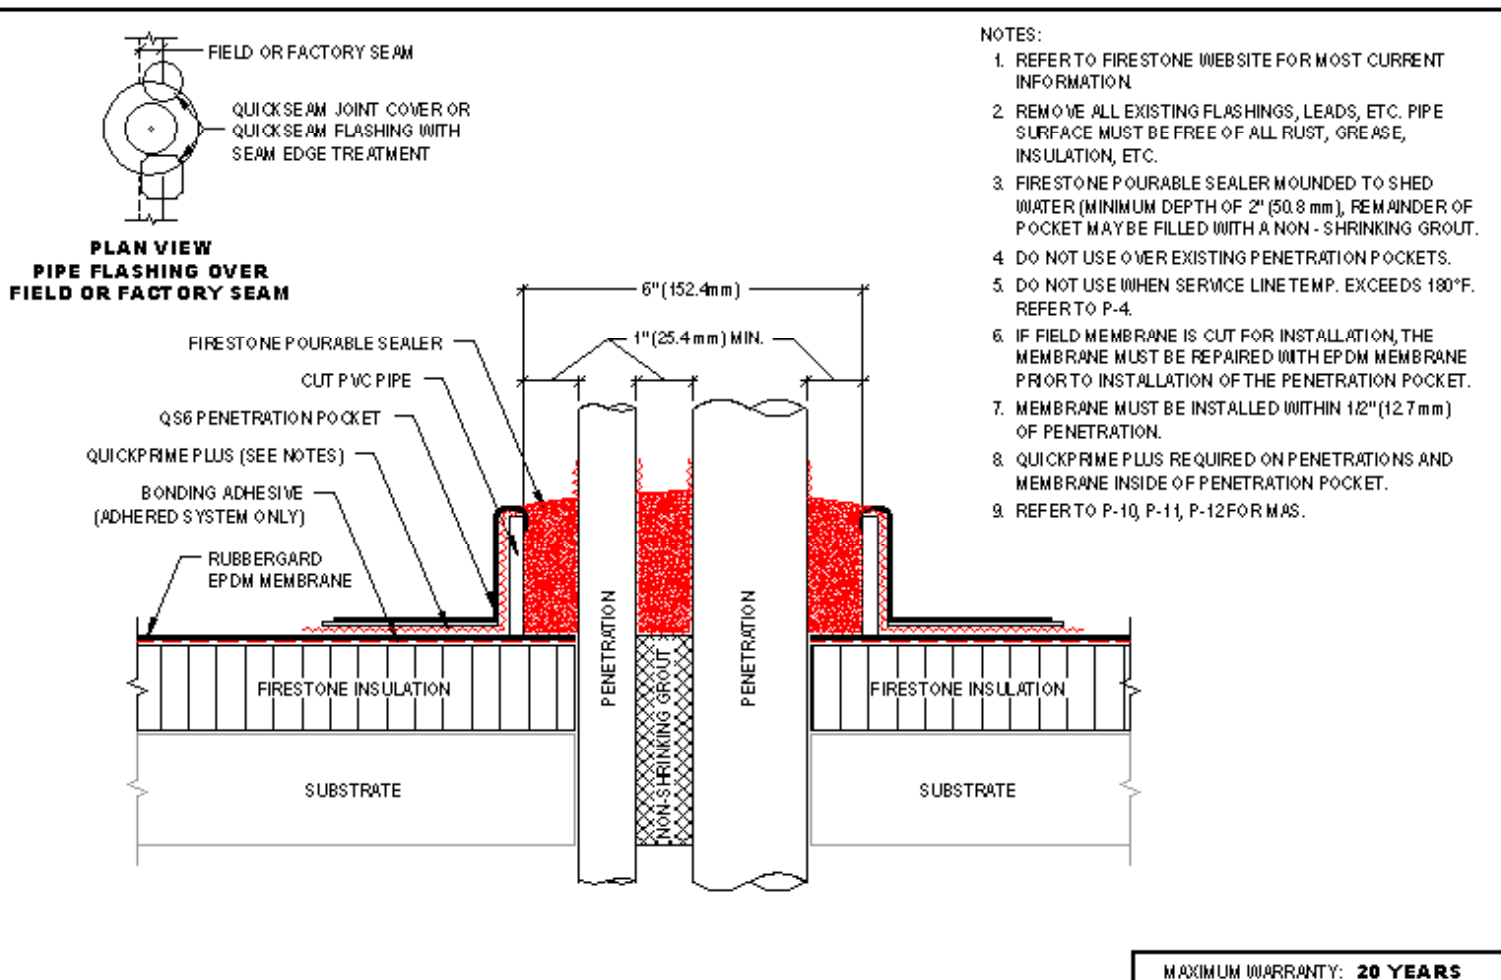 FIELD OR FACTORY SEAM
QUICKSEAM JOINT COVER OR
QUICKSEAM FLASHING WITH
SEAM EDGE TREATMENT
PLAN VIEW
PIPE FLASHING OVER
FIELD OR FACTORY SEAM
NOTES:
1. REFER TO FIRESTONE WEBSITE FOR MOST CURRENT
INFORMATION.
2. REMOVE ALL EXISTING FLASHINGS, LEADS, ETC. PIPE
SURFACE MUST BE FREE OF ALL RUST, GREASE,
INSULATION, ETC.
3. FIRESTONE POURABLE SEALER MOUNDED TO SHED
WATER (MINIMUM DEPTH OF 2" (50.8 mm), REMAINDER OF
POCKET MAY BE FILLED WITH A NON - SHRINKING GROUT.
4. DO NOT USE OVER EXISTING PENETRATION POCKETS.
5. DO NOT USE WHEN SERVICE LINE TEMP. EXCEEDS 180°F.
REFER TO P-4.
6. IF FIELD MEMBRANE IS CUT FOR INSTALLATION, THE
MEMBRANE MUST BE REPAIRED WITH EPDM MEMBRANE
PRIOR TO INSTALLATION OF THE PENETRATION POCKET.
7. MEMBRANE MUST BE INSTALLED WITHIN 1/2" (12.7 mm)
OF PENETRATION.
8. QUICKPRIME PLUS REQUIRED ON PENETRATIONS AND
MEMBRANE INSIDE OF PENETRATION POCKET.
9. REFER TO P-10, P-11, P-12 FOR MAS.
6" (152.4mm)
1" (25.4 mm) MIN.
FIRESTONE POURABLE SEALER
CUT PVC PIPE
QS6 PENETRATION POCKET
QUICKPRIME PLUS (SEE NOTES)
BONDING ADHESIVE
(ADHERED SYSTEM ONLY)
RUBBERGARD
EPDM MEMBRANE
PENETRATION
NON-SHRINKING GROUT
PENETRATION
FIRESTONE INSULATION
FIRESTONE INSULATION
SUBSTRATE
SUBSTRATE
MAXIMUM WARRANTY: 20 YEARS